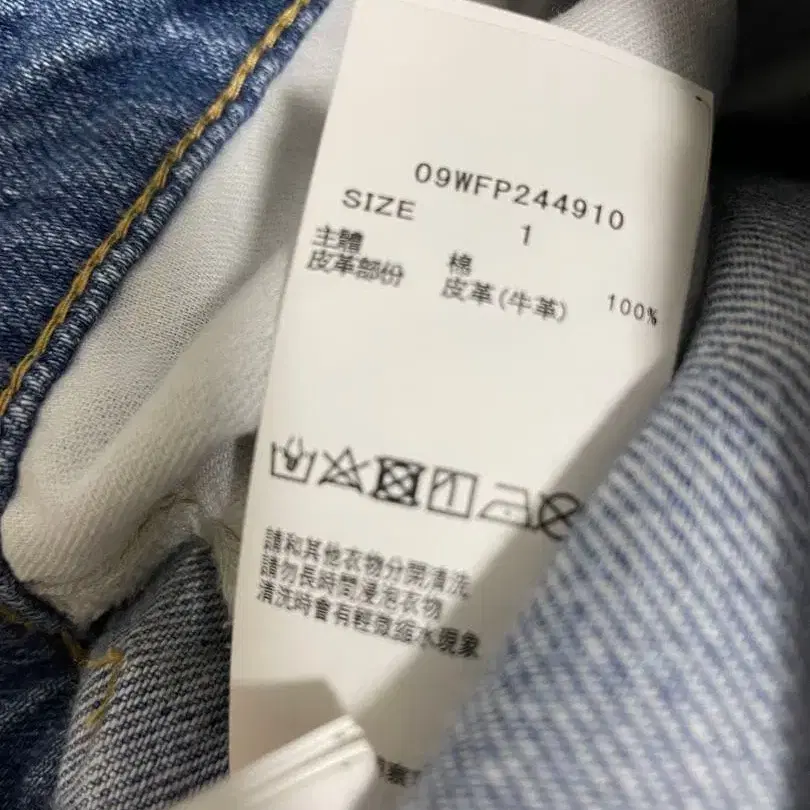 09WFP244910
SIZE 1
主體 棉 100%
皮革部份 皮革(牛革)
請和其他衣物分開清洗
請勿長時間浸泡衣物
清洗時會有輕微縮水現象